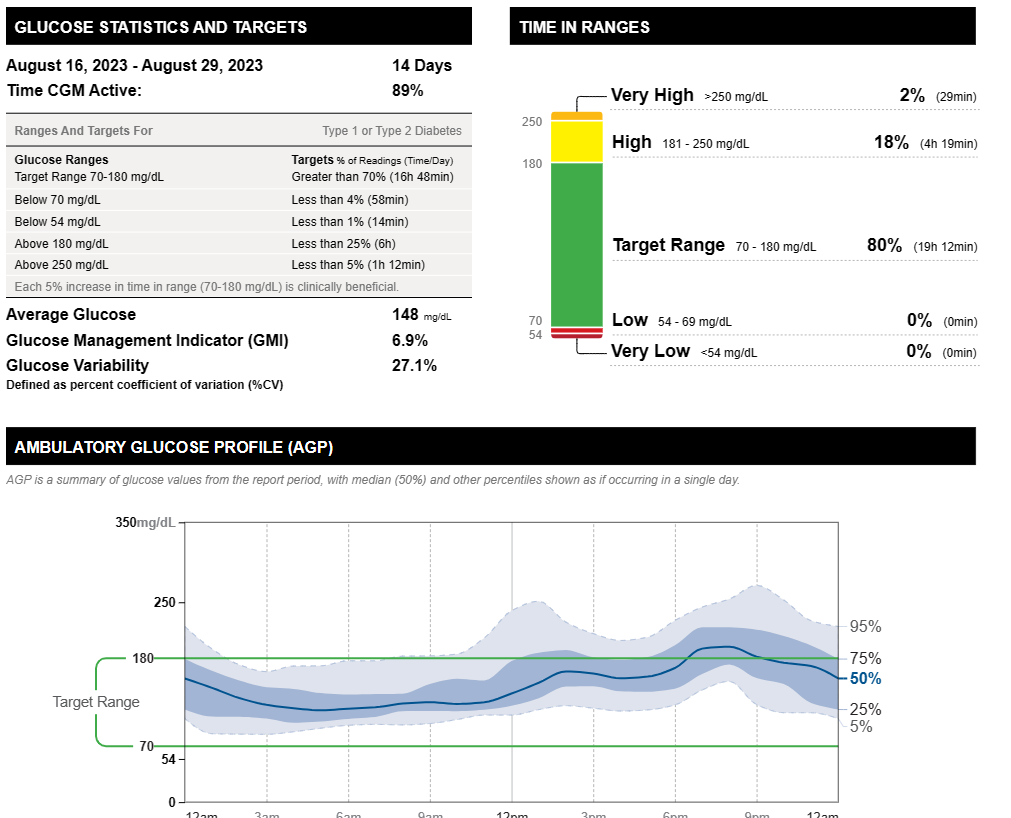 GLUCOSE STATISTICS AND TARGETS
August 16, 2023 - August 29, 2023 14 Days
Time CGM Active: 89%
Ranges And Targets For Type 1 or Type 2 Diabetes
Glucose Ranges Targets % of Readings (Time/Day)
Target Range 70-180 mg/dL Greater than 70% (16h 48min)
Below 70 mg/dL Less than 4% (58min)
Below 54 mg/dL Less than 1% (14min)
Above 180 mg/dL Less than 25% (6h)
Above 250 mg/dL Less than 5% (1h 12min)
Each 5% increase in time in range (70-180 mg/dL) is clinically beneficial.
Average Glucose 148 mg/dL
Glucose Management Indicator (GMI) 6.9%
Glucose Variability 27.1%
Defined as percent coefficient of variation (%CV)
TIME IN RANGES
Very High >250 mg/dL 2% (29min)
250
High 181 - 250 mg/dL 18% (4h 19min)
180
Target Range 70 - 180 mg/dL 80% (19h 12min)
70
Low 54 - 69 mg/dL 0% (0min)
54
Very Low <54 mg/dL 0% (0min)
AMBULATORY GLUCOSE PROFILE (AGP)
AGP is a summary of glucose values from the report period, with median (50%) and other percentiles shown as if occurring in a single day.
350mg/dL
250
95%
180
75%
50%
Target Range
25%
5%
70
54
0
12am 3am 6am 9am 12pm 3pm 6pm 9pm 12am